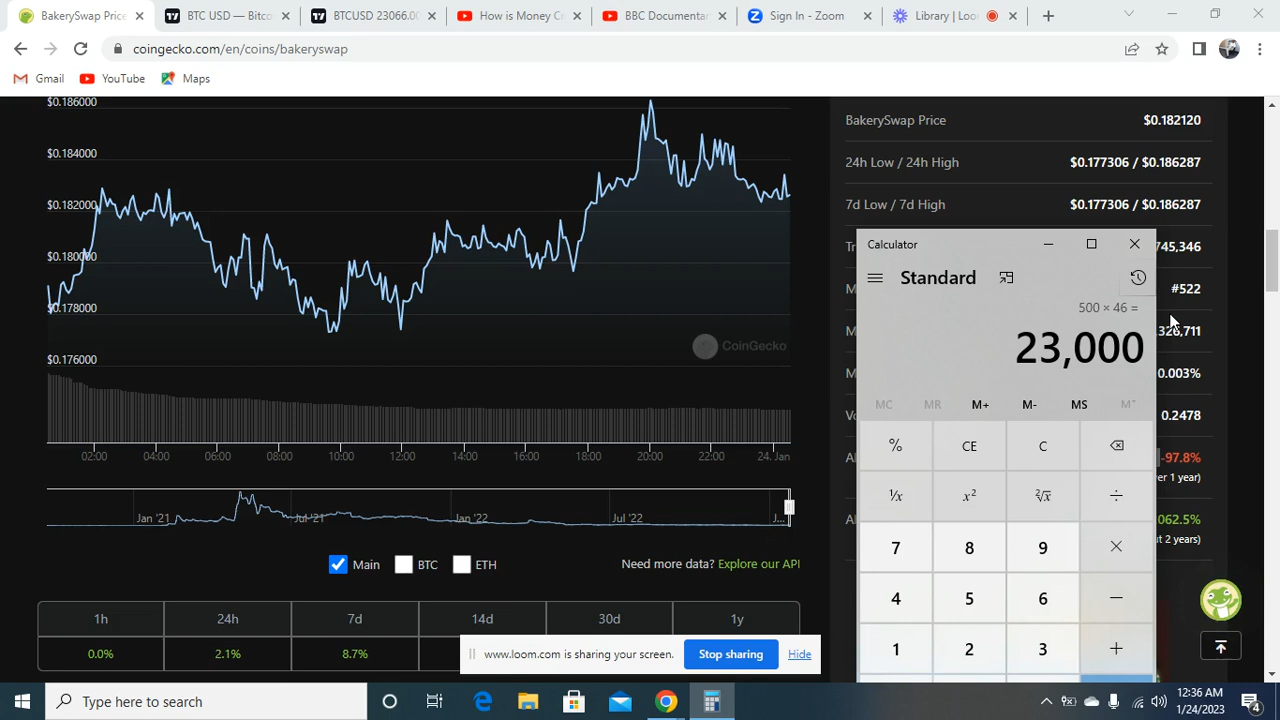 BakerySwap Price
BTC USD — Bitco
BTCUSD 23066.00
How is Money Cr
BBC Documentar
Sign In - Zoom
Library | Loo
coingecko.com/en/coins/bakeryswap
Gmail
YouTube
Maps
$0.186000
$0.184000
$0.182000
$0.180000
$0.178000
$0.176000
CoinGecko
02:00 04:00 06:00 08:00 10:00 12:00 14:00 16:00 18:00 20:00 22:00 24. Jan
Jan '21 Jul '21 Jan '22 Jul '22 J...
Main BTC ETH
Need more data? Explore our API
1h 24h 7d 14d 30d 1y
0.0% 2.1% 8.7%
BakerySwap Price $0.182120
24h Low / 24h High $0.177306 / $0.186287
7d Low / 7d High $0.177306 / $0.186287
745,346
#522
0.003%
0.2478
-97.8%
062.5%
Calculator
Standard
500 × 46 =
23,000
MC MR M+ M- MS
% CE C
¹/x x² ²√x ÷
7 8 9 ×
4 5 6 −
1 2 3 +
www.loom.com is sharing your screen.
Stop sharing
Hide
Type here to search
12:36 AM
1/24/2023
4